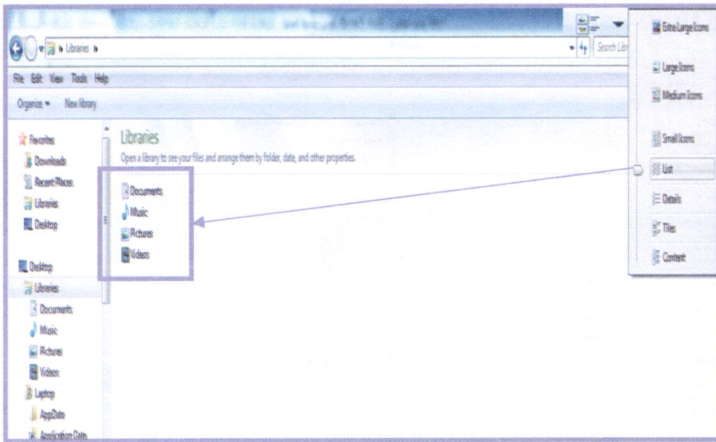 Libraries
Search Libr
File Edit View Tools Help
Organize New library
Favorites
Downloads
Recent Places
Libraries
Desktop
Desktop
Libraries
Documents
Music
Pictures
Videos
Laptop
AppData
Application Data
Libraries
Open a library to see your files and arrange them by folder, date, and other properties.
Documents
Music
Pictures
Videos
Extra Large Icons
Large Icons
Medium Icons
Small Icons
List
Details
Tiles
Content